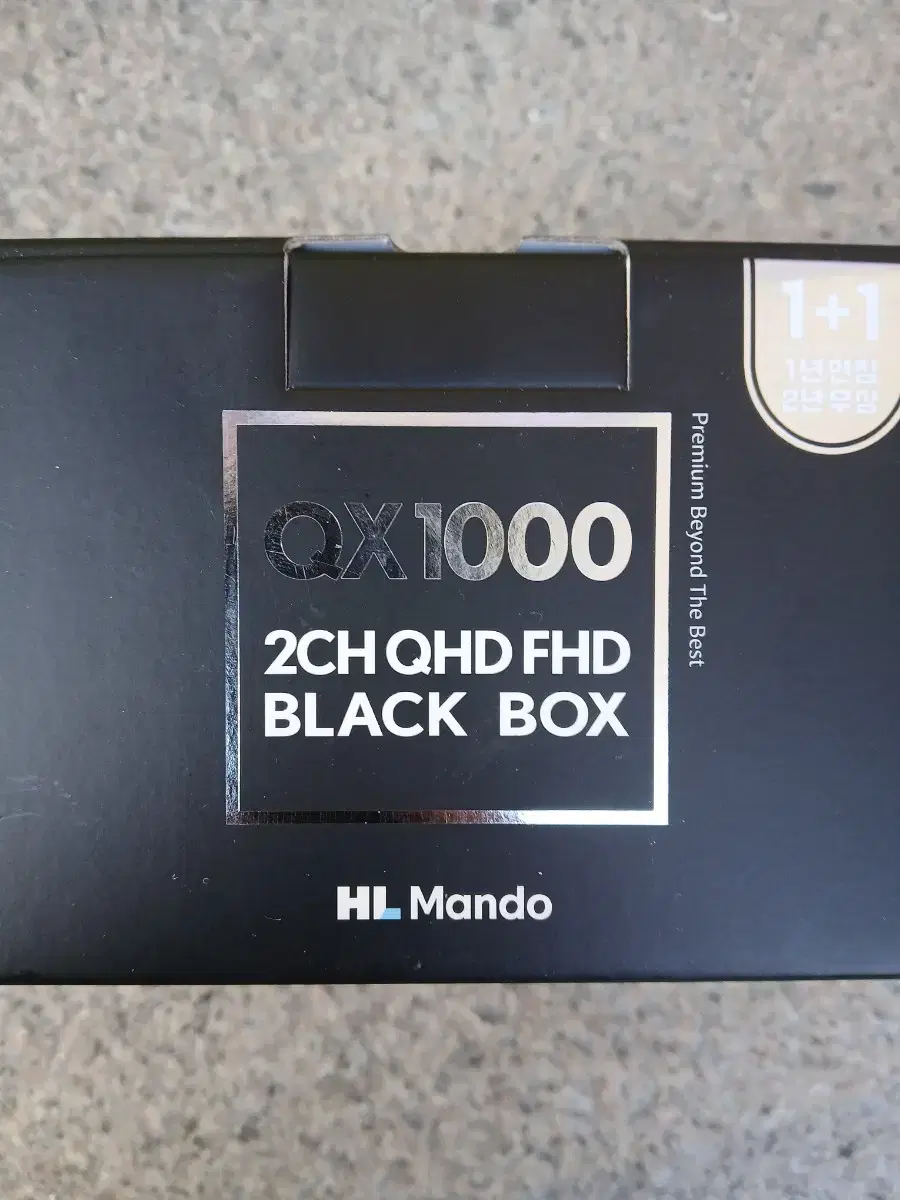 1+1
1년 연장
2년 무상
QX1000
2CH QHD FHD
BLACK BOX
Premium Beyond The Best
HL Mando